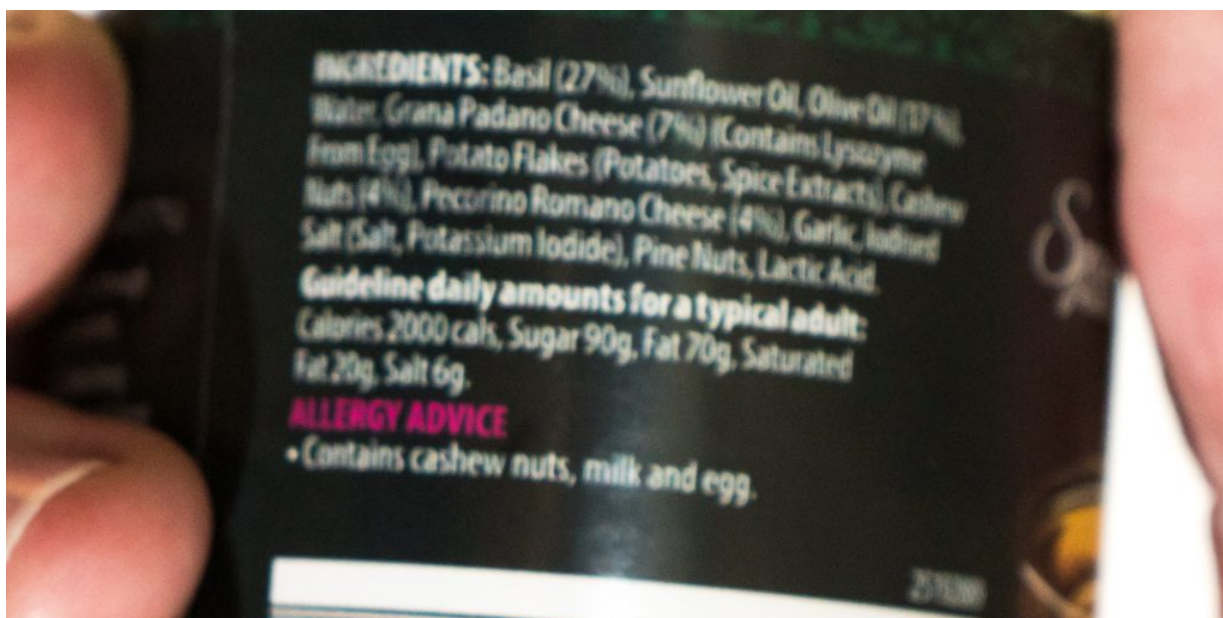 INGREDIENTS: Basil (27%), Sunflower Oil, Olive Oil (17%),
Water, Grana Padano Cheese (7%) (Contains Lysozyme
From Egg), Potato Flakes (Potatoes, Spice Extracts), Cashew
Nuts (4%), Pecorino Romano Cheese (4%), Garlic, Iodised
Salt (Salt, Potassium Iodide), Pine Nuts, Lactic Acid.
Guideline daily amounts for a typical adult:
Calories 2000 cals, Sugar 90g, Fat 70g, Saturated
Fat 20g, Salt 6g.
ALLERGY ADVICE
• Contains cashew nuts, milk and egg.